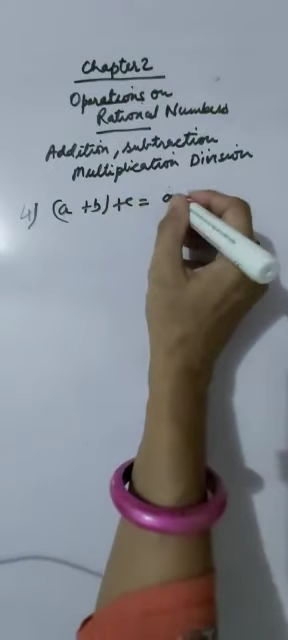 Chapter 2
Operations on
Rational Numbers
Addition, subtraction
Multiplication Division
4) (a + b) + c = a